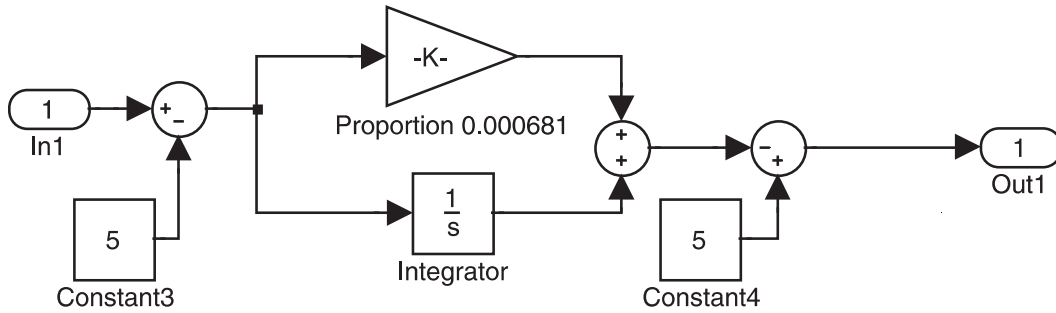 -K-
Proportion 0.000681
1
In1
+
−
+
+
−
+
1
Out1
5
Constant3
1
s
Integrator
5
Constant4